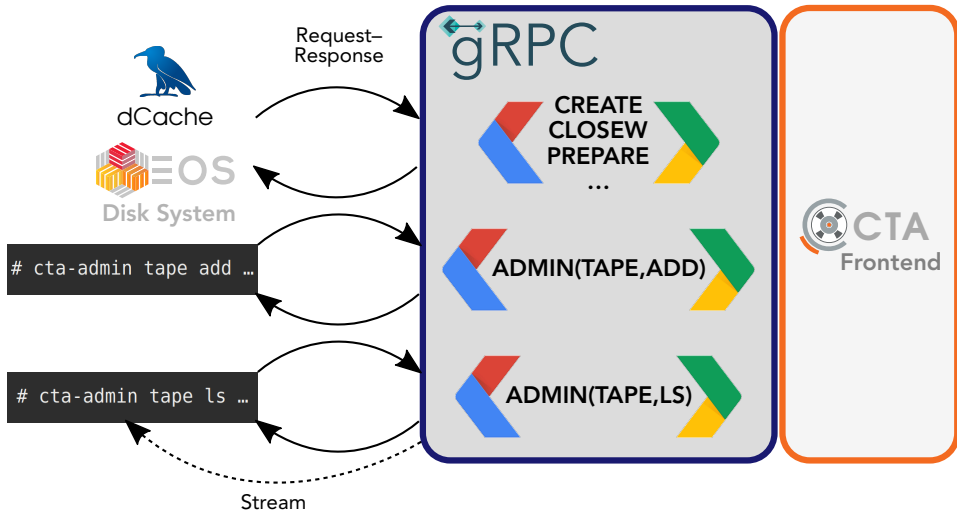 Request–
Response
dCache
EOS
Disk System
# cta-admin tape add …
# cta-admin tape ls …
Stream
gRPC
CREATE
CLOSEW
PREPARE
...
ADMIN(TAPE,ADD)
ADMIN(TAPE,LS)
CTA
Frontend